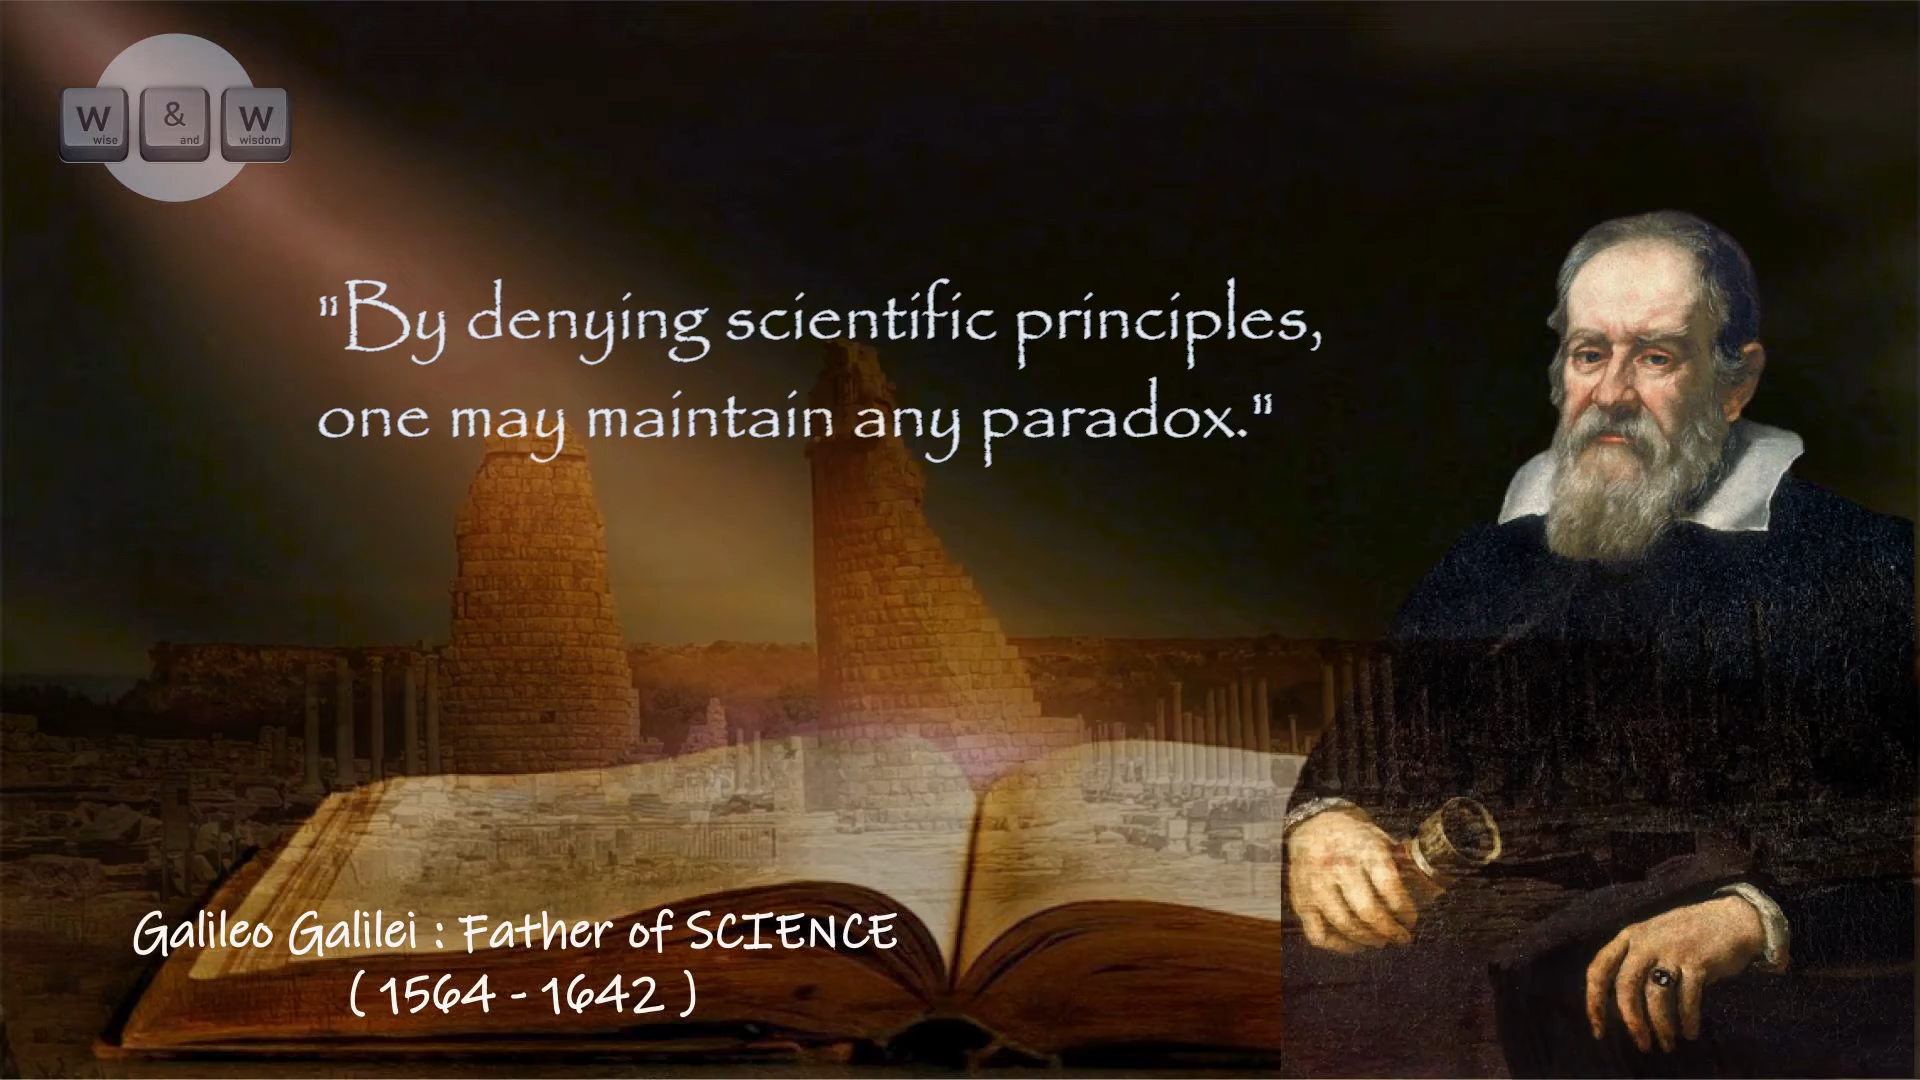 W & W
wise and wisdom
"By denying scientific principles,
one may maintain any paradox."
Galileo Galilei : Father of SCIENCE
( 1564 - 1642 )